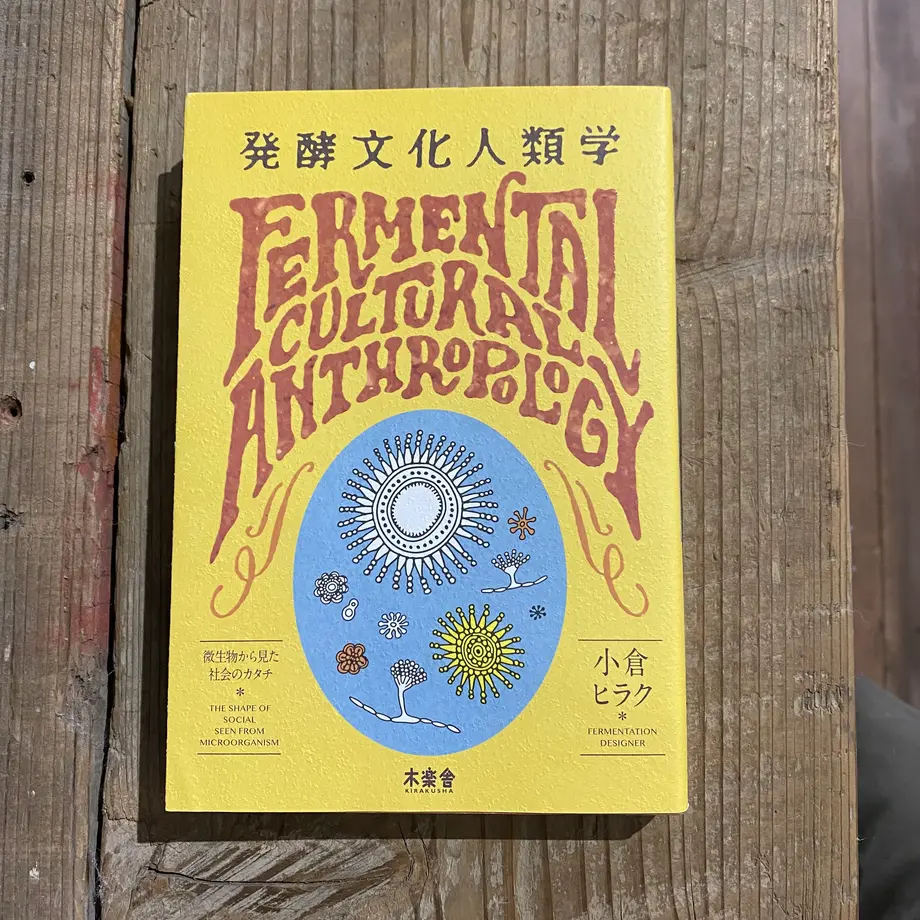 発酵文化人類学
FERMENTAL
CULTURAL
ANTHROPOLOGY
微生物から見た
社会のカタチ
*
THE SHAPE OF
SOCIAL
SEEN FROM
MICROORGANISM
小倉
ヒラク
*
FERMENTATION
DESIGNER
木楽舎
KIRAKUSHA